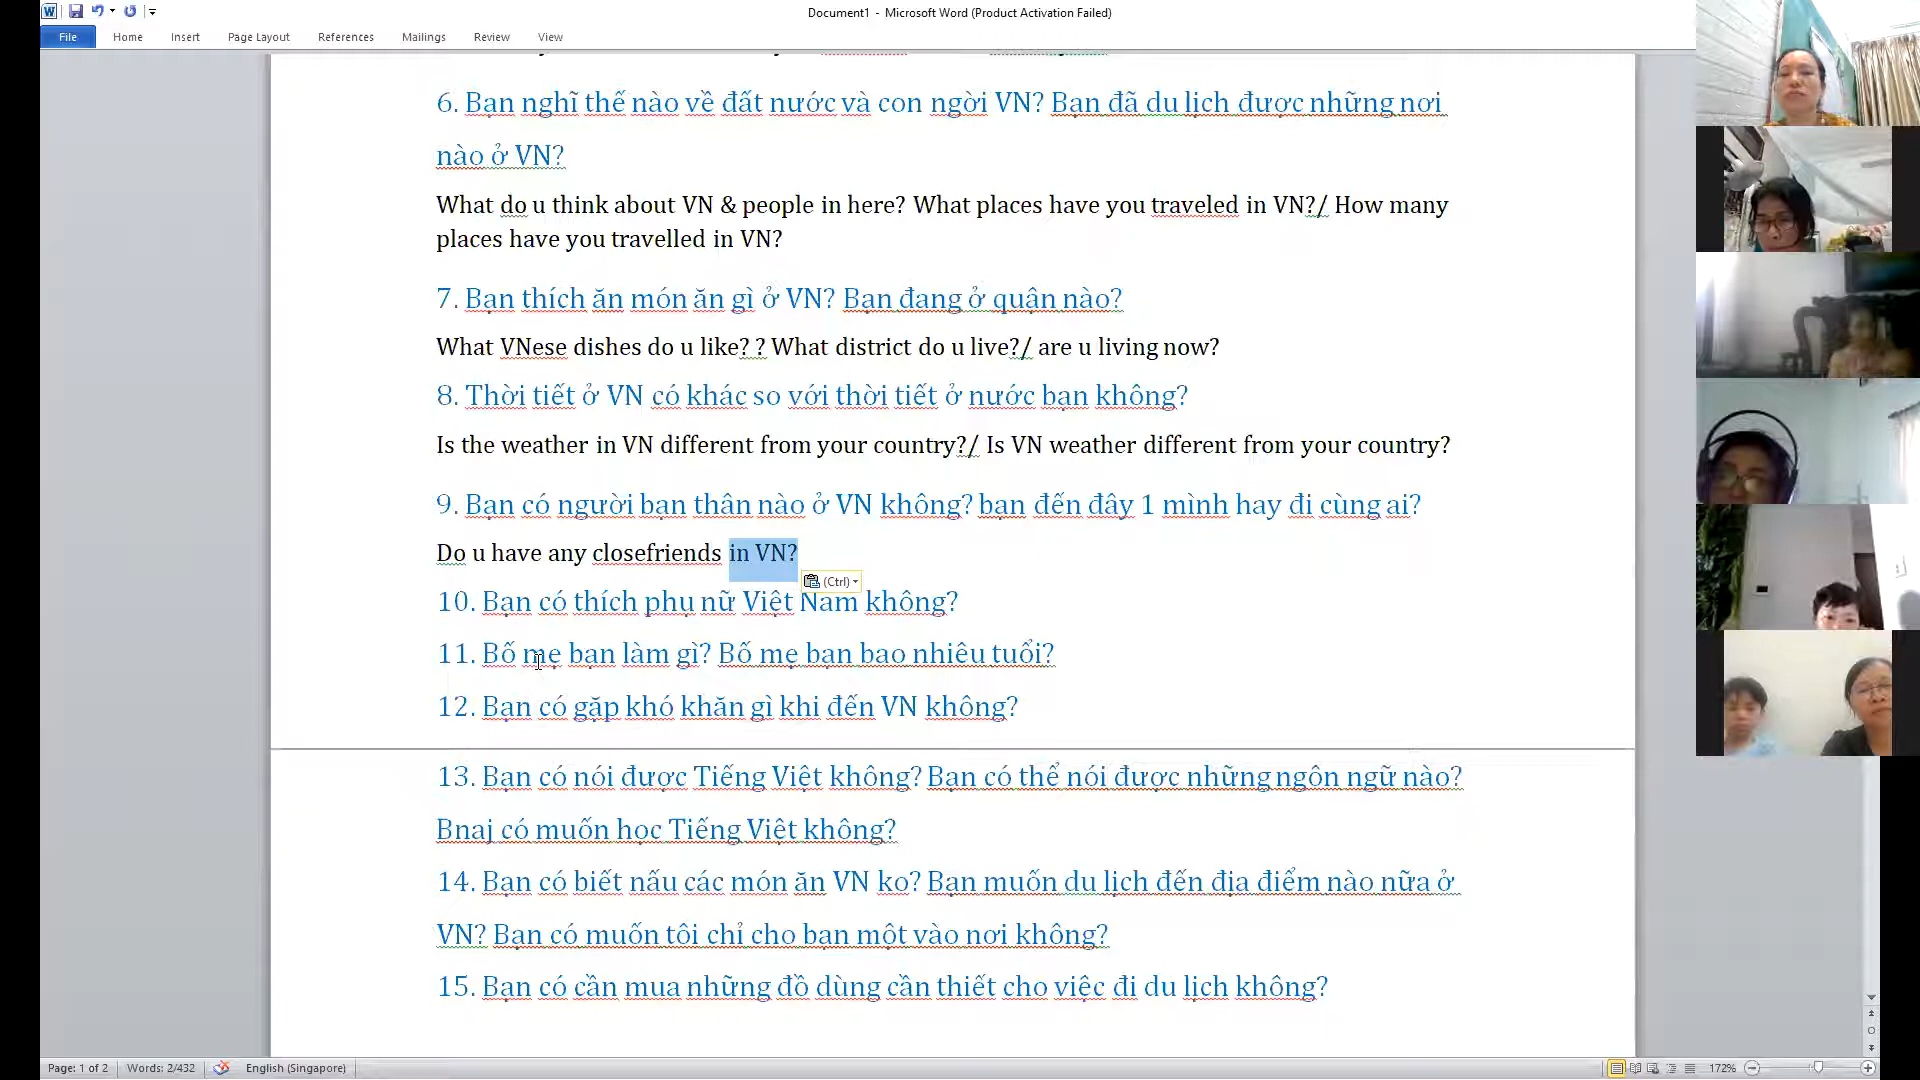 Document1 - Microsoft Word (Product Activation Failed)
File Home Insert Page Layout References Mailings Review View
6. Bạn nghĩ thế nào về đất nước và con ngời VN? Bạn đã du lịch được những nơi
nào ở VN?
What do u think about VN & people in here? What places have you traveled in VN?/ How many
places have you travelled in VN?
7. Bạn thích ăn món ăn gì ở VN? Bạn đang ở quận nào?
What VNese dishes do u like? ? What district do u live?/ are u living now?
8. Thời tiết ở VN có khác so với thời tiết ở nước bạn không?
Is the weather in VN different from your country?/ Is VN weather different from your country?
9. Bạn có người bạn thân nào ở VN không? bạn đến đây 1 mình hay đi cùng ai?
Do u have any closefriends in VN?
(Ctrl)
10. Bạn có thích phụ nữ Việt Nam không?
11. Bố mẹ bạn làm gì? Bố mẹ bạn bao nhiêu tuổi?
12. Bạn có gặp khó khăn gì khi đến VN không?
13. Bạn có nói được Tiếng Việt không? Bạn có thể nói được những ngôn ngữ nào?
Bnaj có muốn học Tiếng Việt không?
14. Bạn có biết nấu các món ăn VN ko? Bạn muốn du lịch đến địa điểm nào nữa ở
VN? Bạn có muốn tôi chỉ cho bạn một vào nơi không?
15. Bạn có cần mua những đồ dùng cần thiết cho việc đi du lịch không?
Page: 1 of 2 Words: 2/432 English (Singapore) 172%